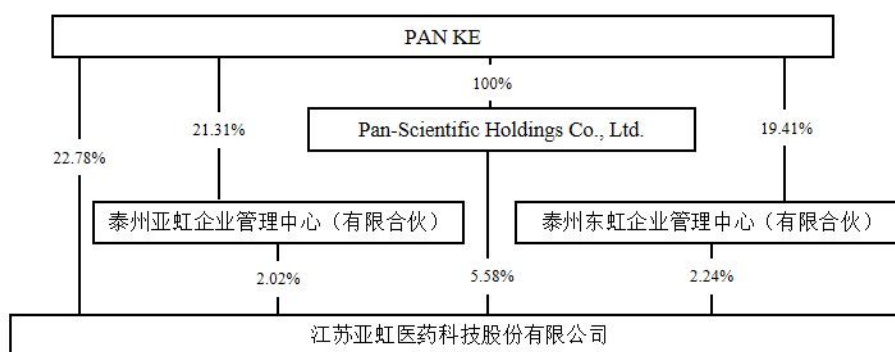 PAN KE
100%
Pan-Scientific Holdings Co., Ltd.
21.31%
19.41%
22.78%
泰州亚虹企业管理中心（有限合伙）
泰州东虹企业管理中心（有限合伙）
2.02%
5.58%
2.24%
江苏亚虹医药科技股份有限公司